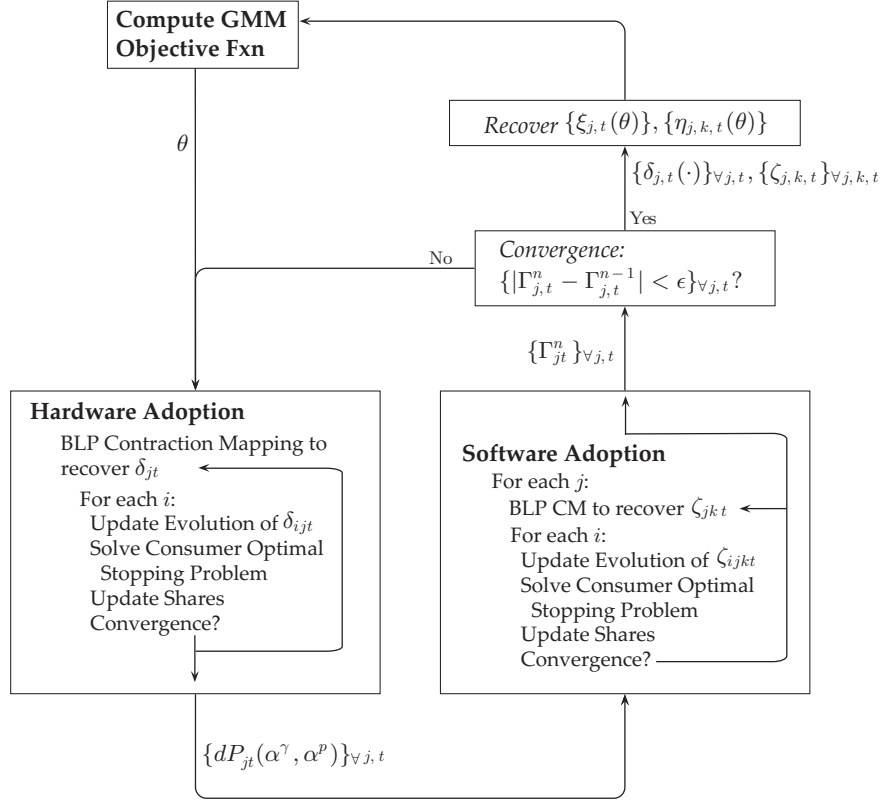 Compute GMM
Objective Fxn
θ
Recover {ξ_{j,t}(θ)}, {η_{j,k,t}(θ)}
{δ_{j,t}(·)}_{∀j,t}, {ζ_{j,k,t}}_{∀j,k,t}
Yes
No
Convergence:
{|Γ^n_{j,t} − Γ^{n−1}_{j,t}| < ϵ}_{∀j,t}?
{Γ^n_{jt}}_{∀j,t}
Hardware Adoption
BLP Contraction Mapping to
recover δ_{jt}
For each i:
Update Evolution of δ_{ijt}
Solve Consumer Optimal
Stopping Problem
Update Shares
Convergence?
Software Adoption
For each j:
BLP CM to recover ζ_{jkt}
For each i:
Update Evolution of ζ_{ijkt}
Solve Consumer Optimal
Stopping Problem
Update Shares
Convergence?
{dP_{jt}(α^γ, α^p)}_{∀j,t}